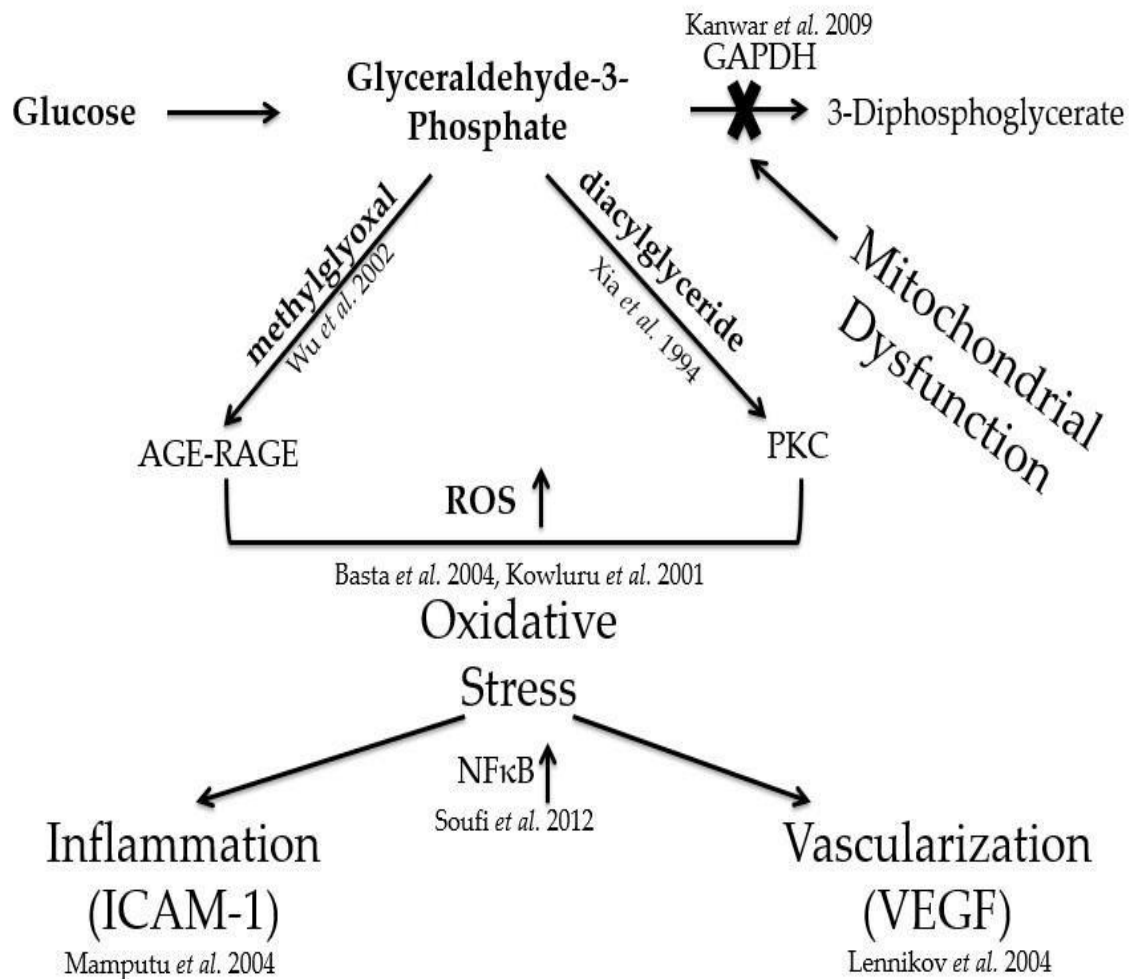 Kanwar et al. 2009
GAPDH
Glucose
Glyceraldehyde-3-
Phosphate
3-Diphosphoglycerate
methylglyoxal
Wu et al. 2002
diacylglyceride
Xia et al. 1994
Mitochondrial
Dysfunction
AGE-RAGE
PKC
ROS
Basta et al. 2004, Kowluru et al. 2001
Oxidative
Stress
NFκB
Soufi et al. 2012
Inflammation
(ICAM-1)
Mamputu et al. 2004
Vascularization
(VEGF)
Lennikov et al. 2004